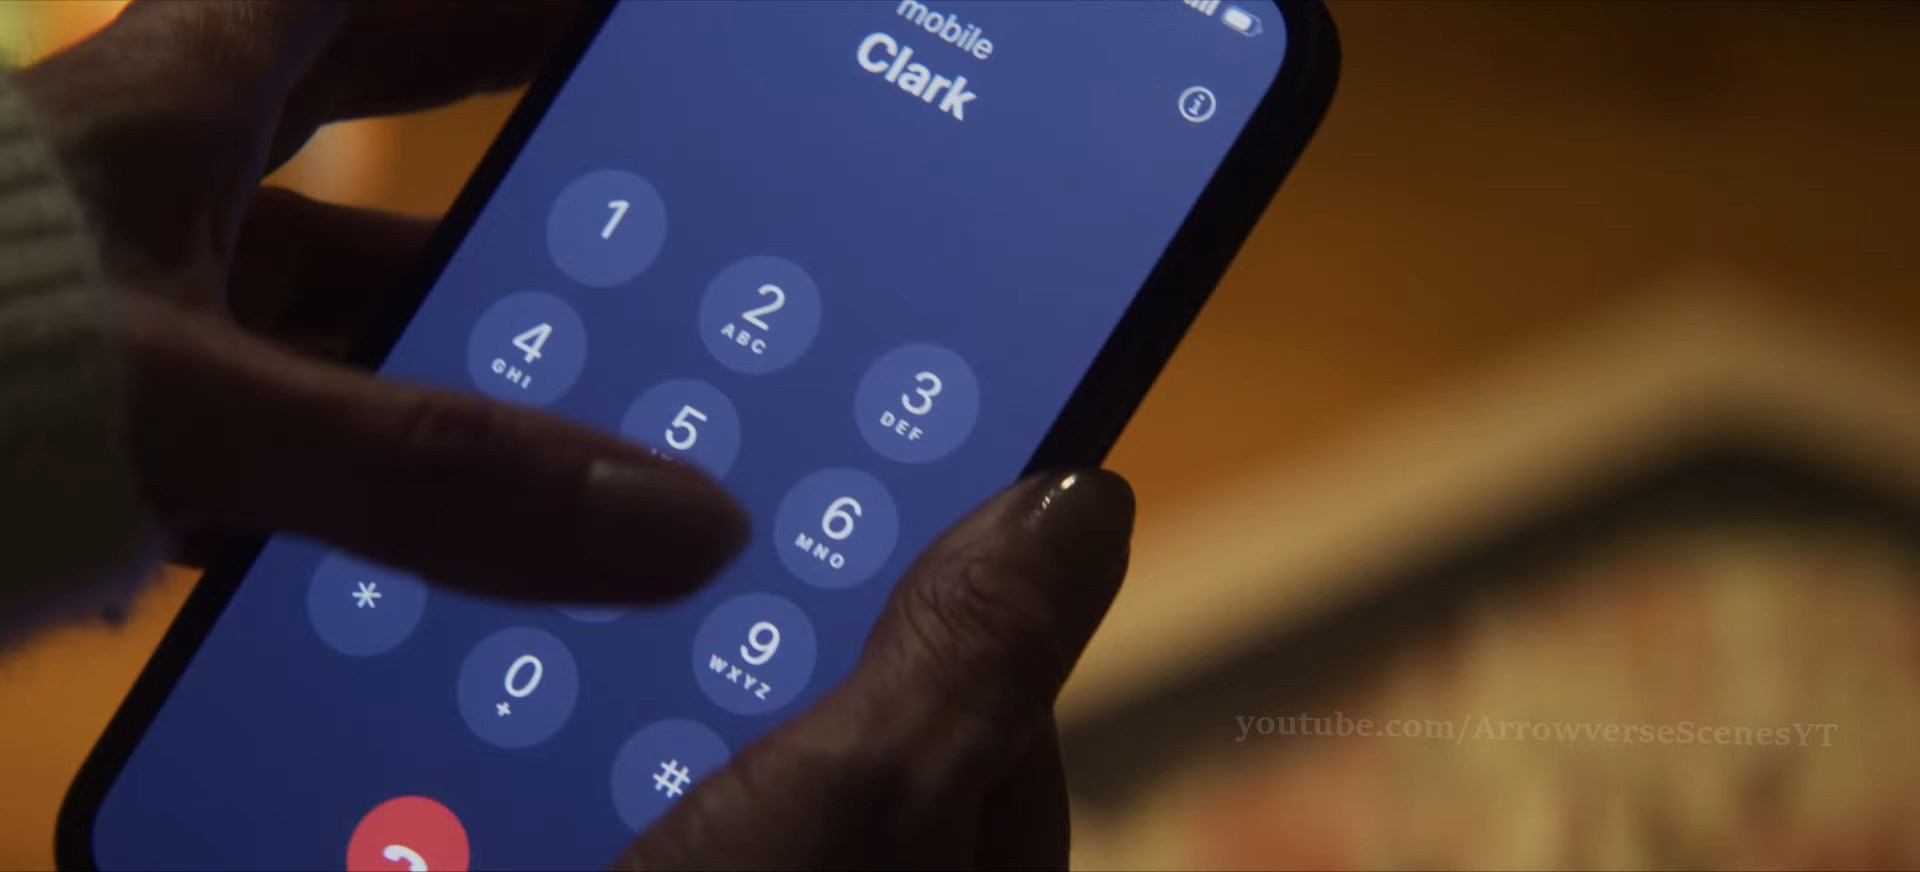 mobile
Clark
1
2
ABC
3
DEF
4
GHI
5
6
MNO
9
WXYZ
*
0
+
#
youtube.com/ArrowverseScenesYT